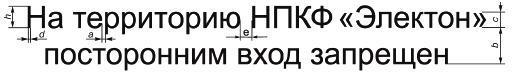 h На территорию НПКФ «Электон» c
d a e b
посторонним вход запрещен